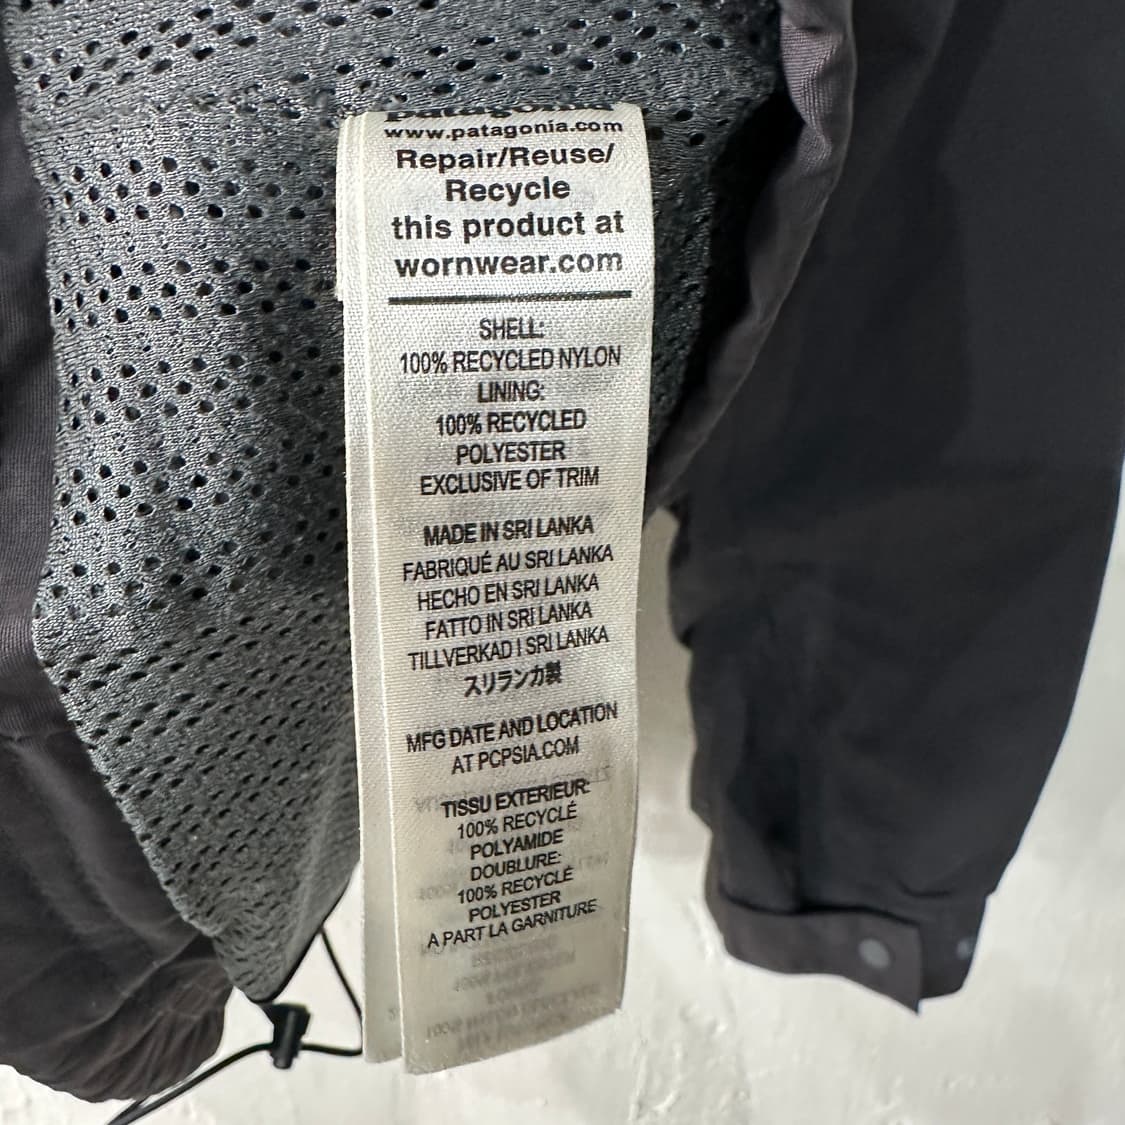 patagonia
www.patagonia.com
Repair/Reuse/
Recycle
this product at
wornwear.com
SHELL:
100% RECYCLED NYLON
LINING:
100% RECYCLED
POLYESTER
EXCLUSIVE OF TRIM
MADE IN SRI LANKA
FABRIQUÉ AU SRI LANKA
HECHO EN SRI LANKA
FATTO IN SRI LANKA
TILLVERKAD I SRI LANKA
スリランカ製
MFG DATE AND LOCATION
AT PCPSIA.COM
TISSU EXTERIEUR:
100% RECYCLÉ
POLYAMIDE
DOUBLURE:
100% RECYCLÉ
POLYESTER
A PART LA GARNITURE